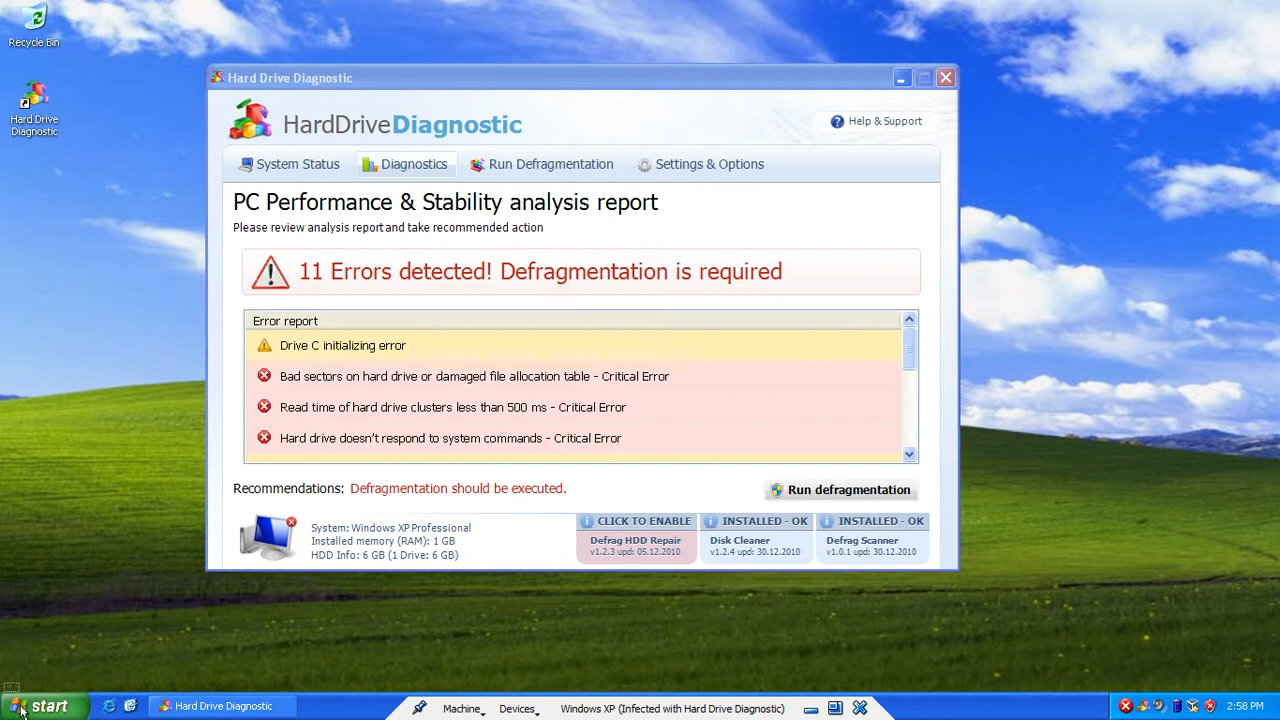 Recycle Bin
Hard Drive
Diagnostic
Hard Drive Diagnostic
HardDriveDiagnostic
Help & Support
System Status
Diagnostics
Run Defragmentation
Settings & Options
PC Performance & Stability analysis report
Please review analysis report and take recommended action
11 Errors detected! Defragmentation is required
Error report
Drive C initializing error
Bad sectors on hard drive or damaged file allocation table - Critical Error
Read time of hard drive clusters less than 500 ms - Critical Error
Hard drive doesn't respond to system commands - Critical Error
Recommendations: Defragmentation should be executed.
Run defragmentation
System: Windows XP Professional
Installed memory (RAM): 1 GB
HDD Info: 6 GB (1 Drive: 6 GB)
CLICK TO ENABLE
Defrag HDD Repair
v1.2.3 upd: 05.12.2010
INSTALLED - OK
Disk Cleaner
v1.2.4 upd: 30.12.2010
INSTALLED - OK
Defrag Scanner
v1.0.1 upd: 30.12.2010
start
Hard Drive Diagnostic
Machine
Devices
Windows XP (Infected with Hard Drive Diagnostic)
2:58 PM